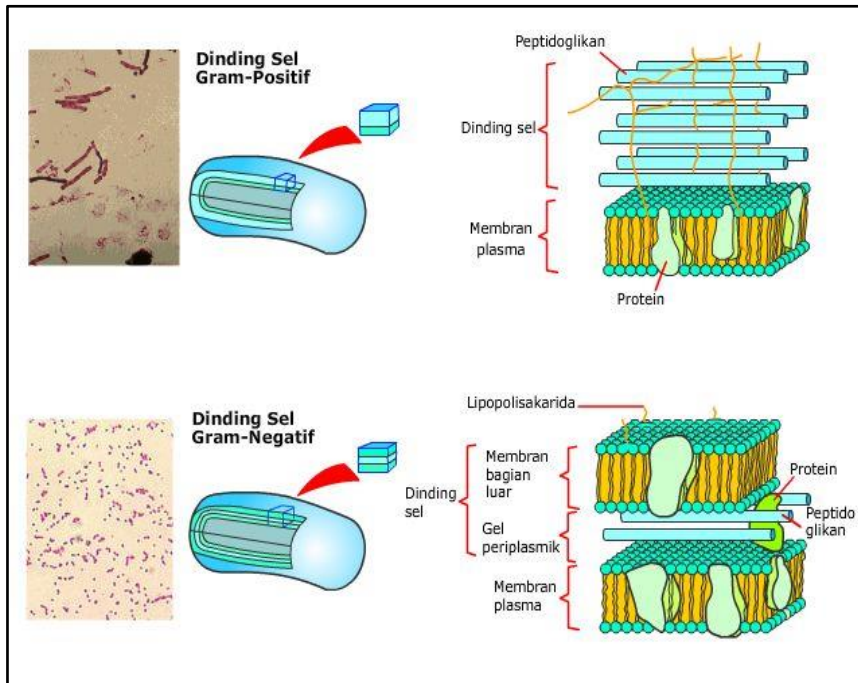 Dinding Sel
Gram-Positif
Peptidoglikan
Dinding sel
Membran
plasma
Protein
Dinding Sel
Gram-Negatif
Lipopolisakarida
Dinding
sel
Membran
bagian
luar
Gel
periplasmik
Membran
plasma
Protein
Peptido
glikan